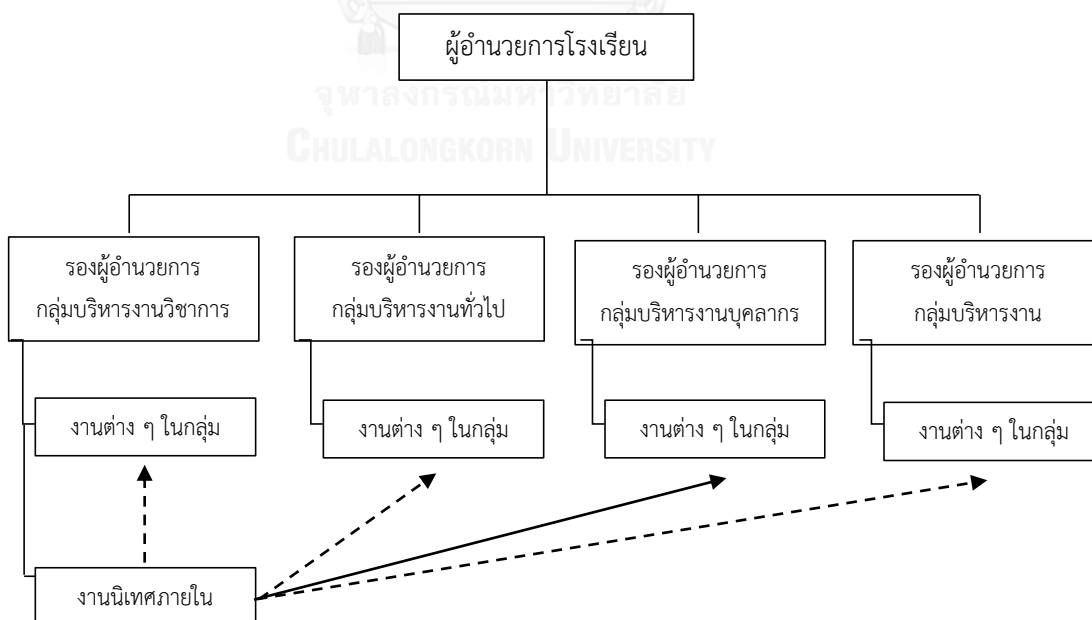 ผู้อำนวยการโรงเรียน
จุฬาลงกรณ์มหาวิทยาลัย
CHULALONGKORN UNIVERSITY
รองผู้อำนวยการ
กลุ่มบริหารงานวิชาการ
รองผู้อำนวยการ
กลุ่มบริหารงานทั่วไป
รองผู้อำนวยการ
กลุ่มบริหารงานบุคลากร
รองผู้อำนวยการ
กลุ่มบริหารงาน
งานต่าง ๆ ในกลุ่ม
งานต่าง ๆ ในกลุ่ม
งานต่าง ๆ ในกลุ่ม
งานต่าง ๆ ในกลุ่ม
งานนิเทศภายใน